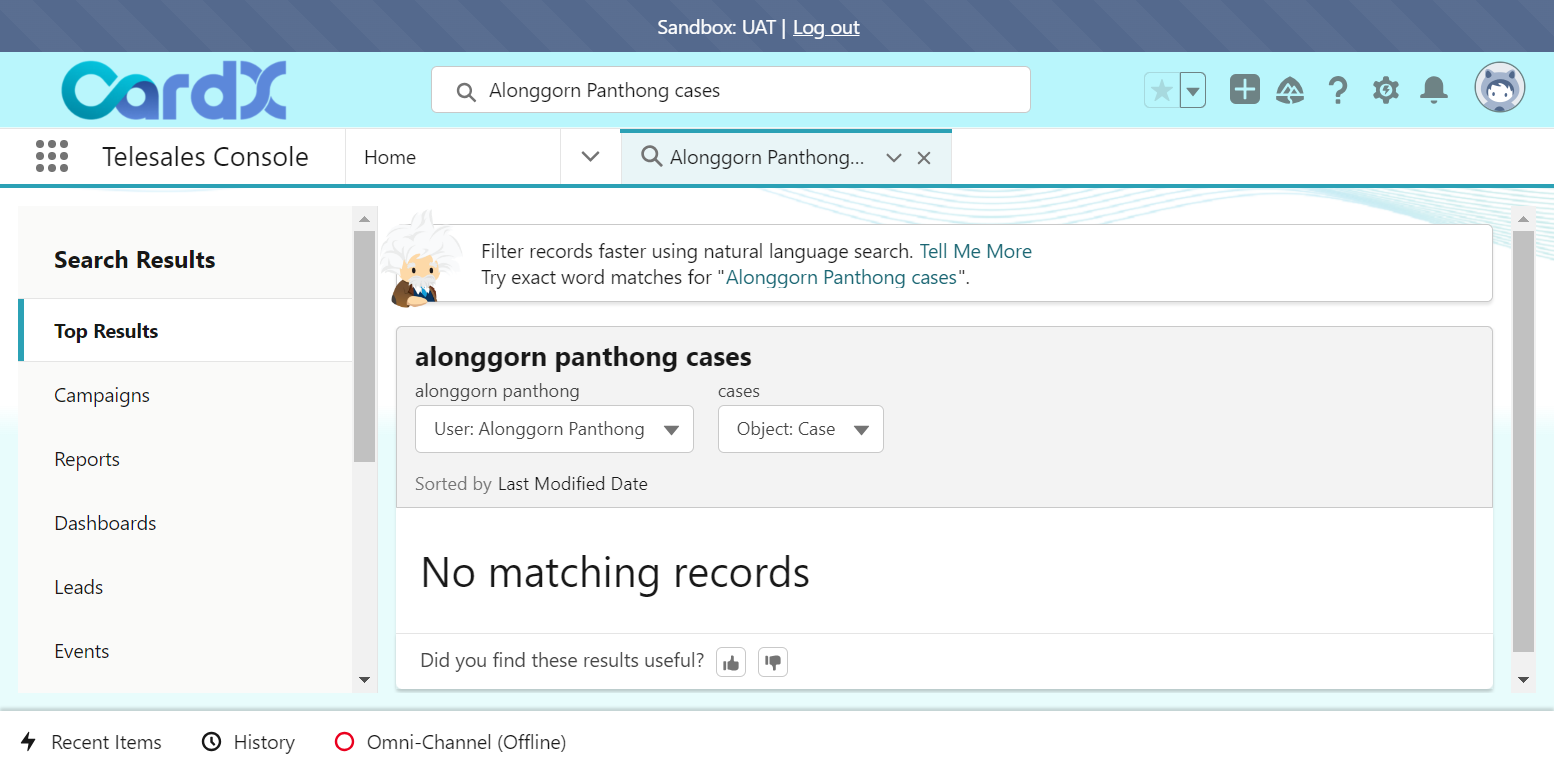 Sandbox: UAT | Log out
CardX
Alonggorn Panthong cases
Telesales Console
Home
Alonggorn Panthong...
Search Results
Top Results
Campaigns
Reports
Dashboards
Leads
Events
Filter records faster using natural language search. Tell Me More
Try exact word matches for "Alonggorn Panthong cases".
alonggorn panthong cases
alonggorn panthong cases
User: Alonggorn Panthong Object: Case
Sorted by Last Modified Date
No matching records
Did you find these results useful?
Recent Items History Omni-Channel (Offline)